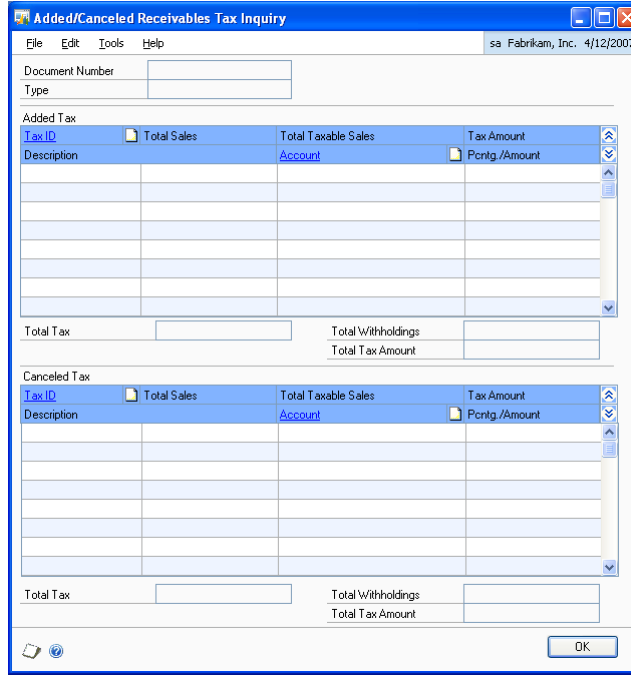 Added/Canceled Receivables Tax Inquiry
File Edit Tools Help sa Fabrikam, Inc. 4/12/2007
Document Number
Type
Added Tax
Tax ID Total Sales Total Taxable Sales Tax Amount
Description Account Pcntg./Amount
Total Tax Total Withholdings
Total Tax Amount
Canceled Tax
Tax ID Total Sales Total Taxable Sales Tax Amount
Description Account Pcntg./Amount
Total Tax Total Withholdings
Total Tax Amount
OK